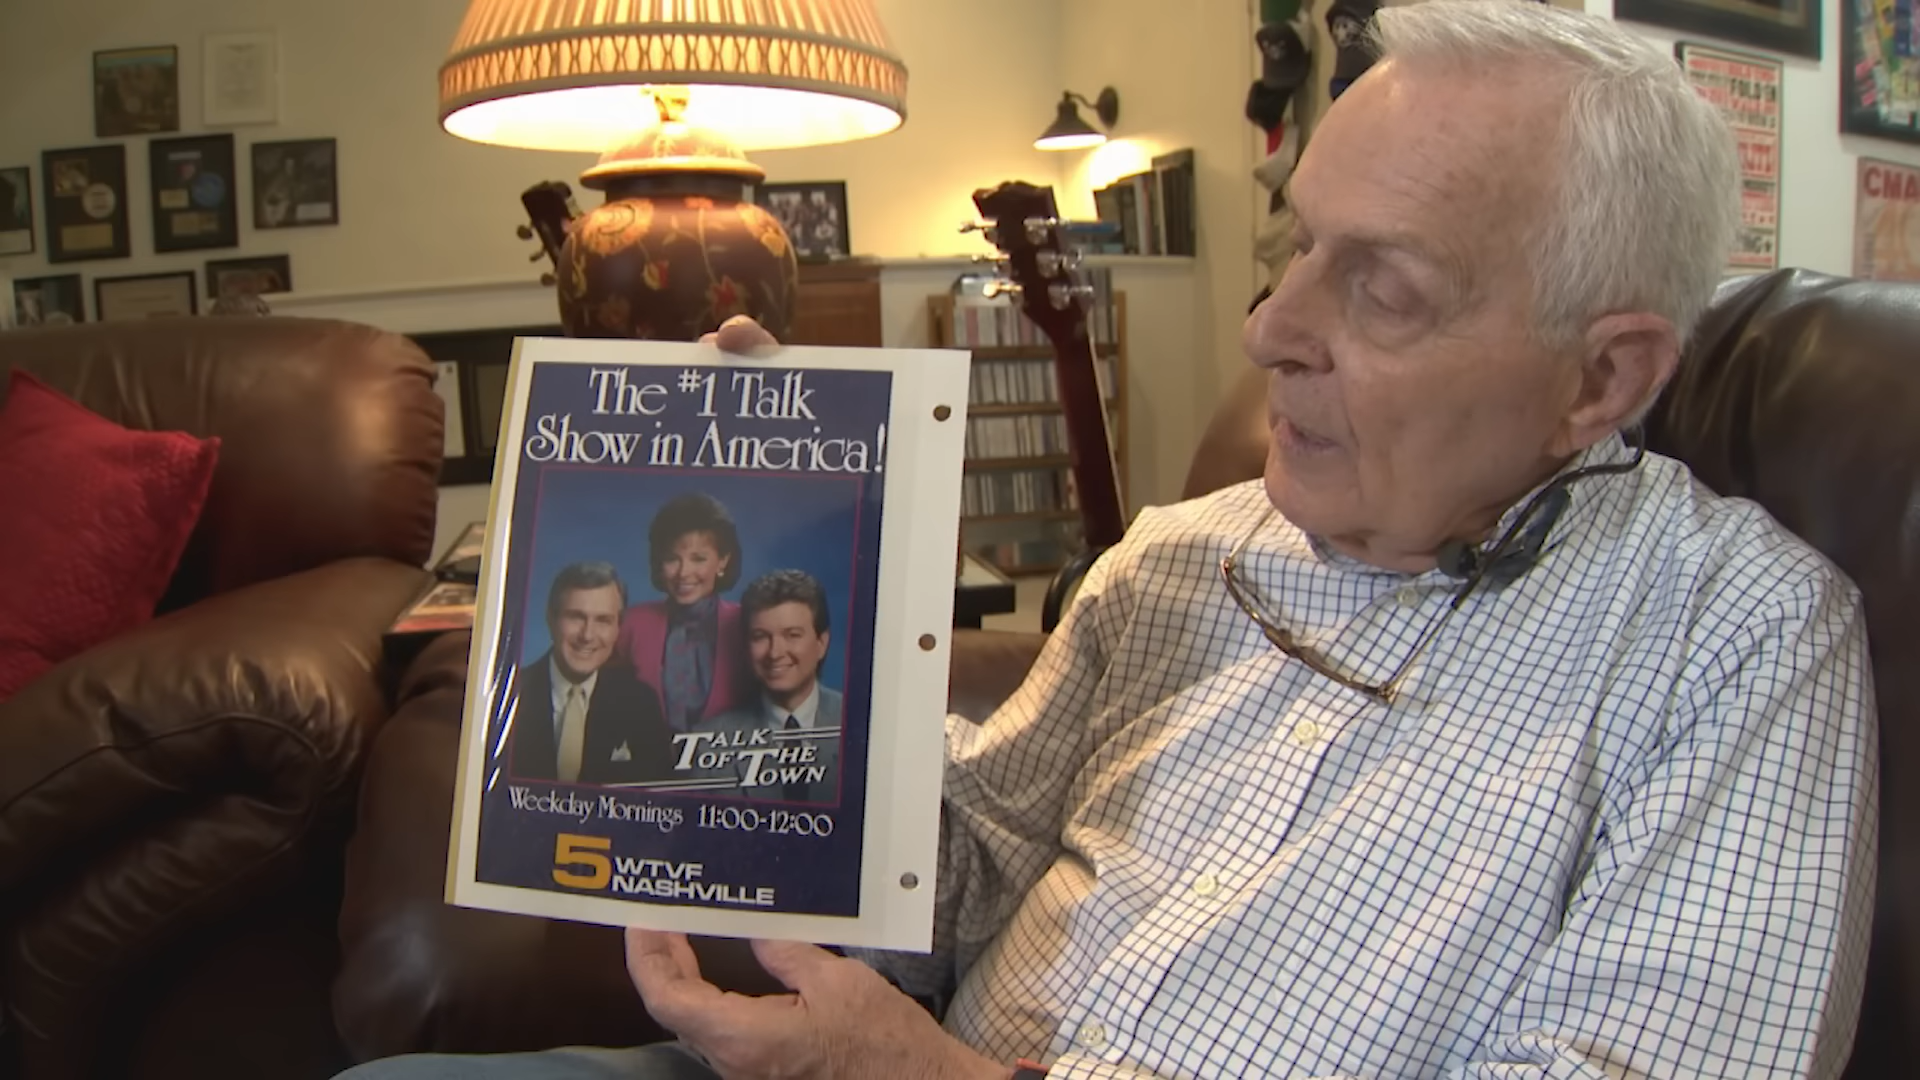 The #1 Talk
Show in America!
TALK
OF THE
TOWN
Weekday Mornings 11:00-12:00
5 WTVF
NASHVILLE
CMA